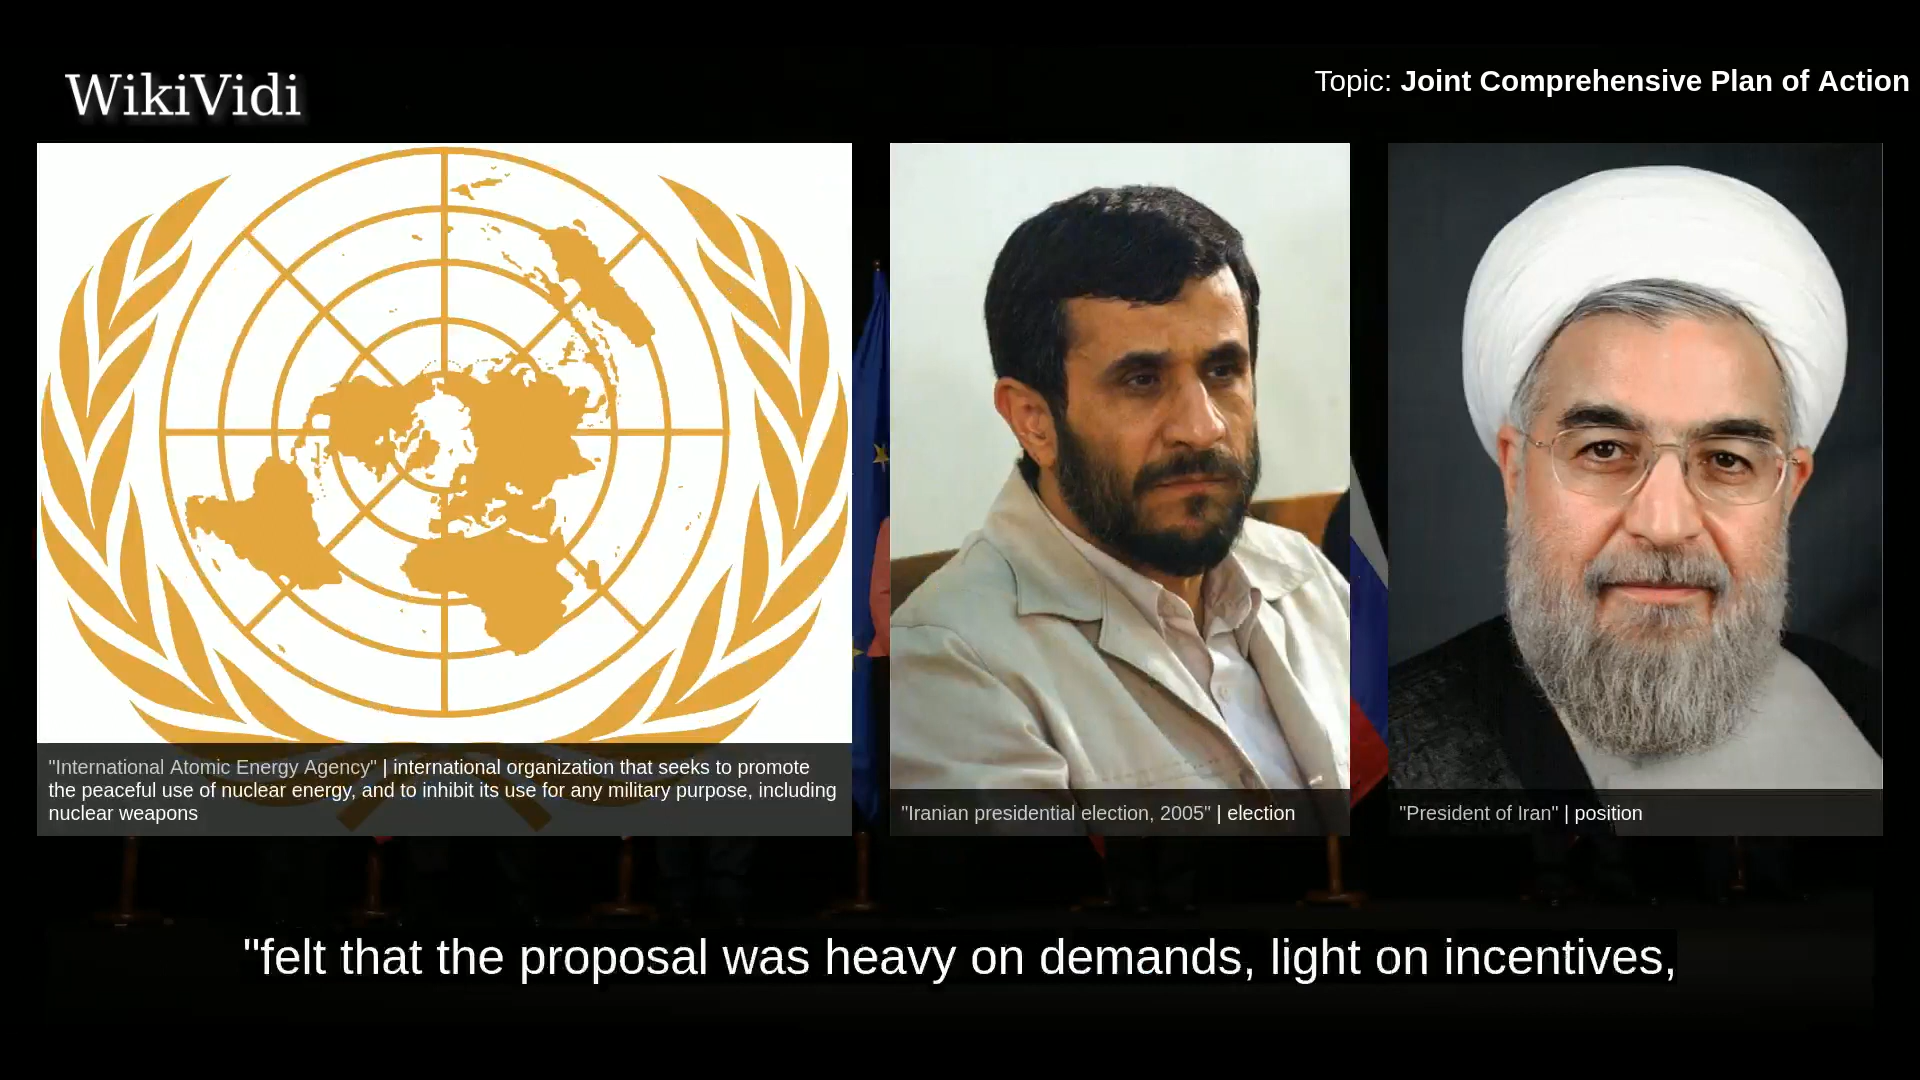 WikiVidi
Topic: Joint Comprehensive Plan of Action
"International Atomic Energy Agency" | international organization that seeks to promote
the peaceful use of nuclear energy, and to inhibit its use for any military purpose, including
nuclear weapons
"Iranian presidential election, 2005" | election
"President of Iran" | position
"felt that the proposal was heavy on demands, light on incentives,